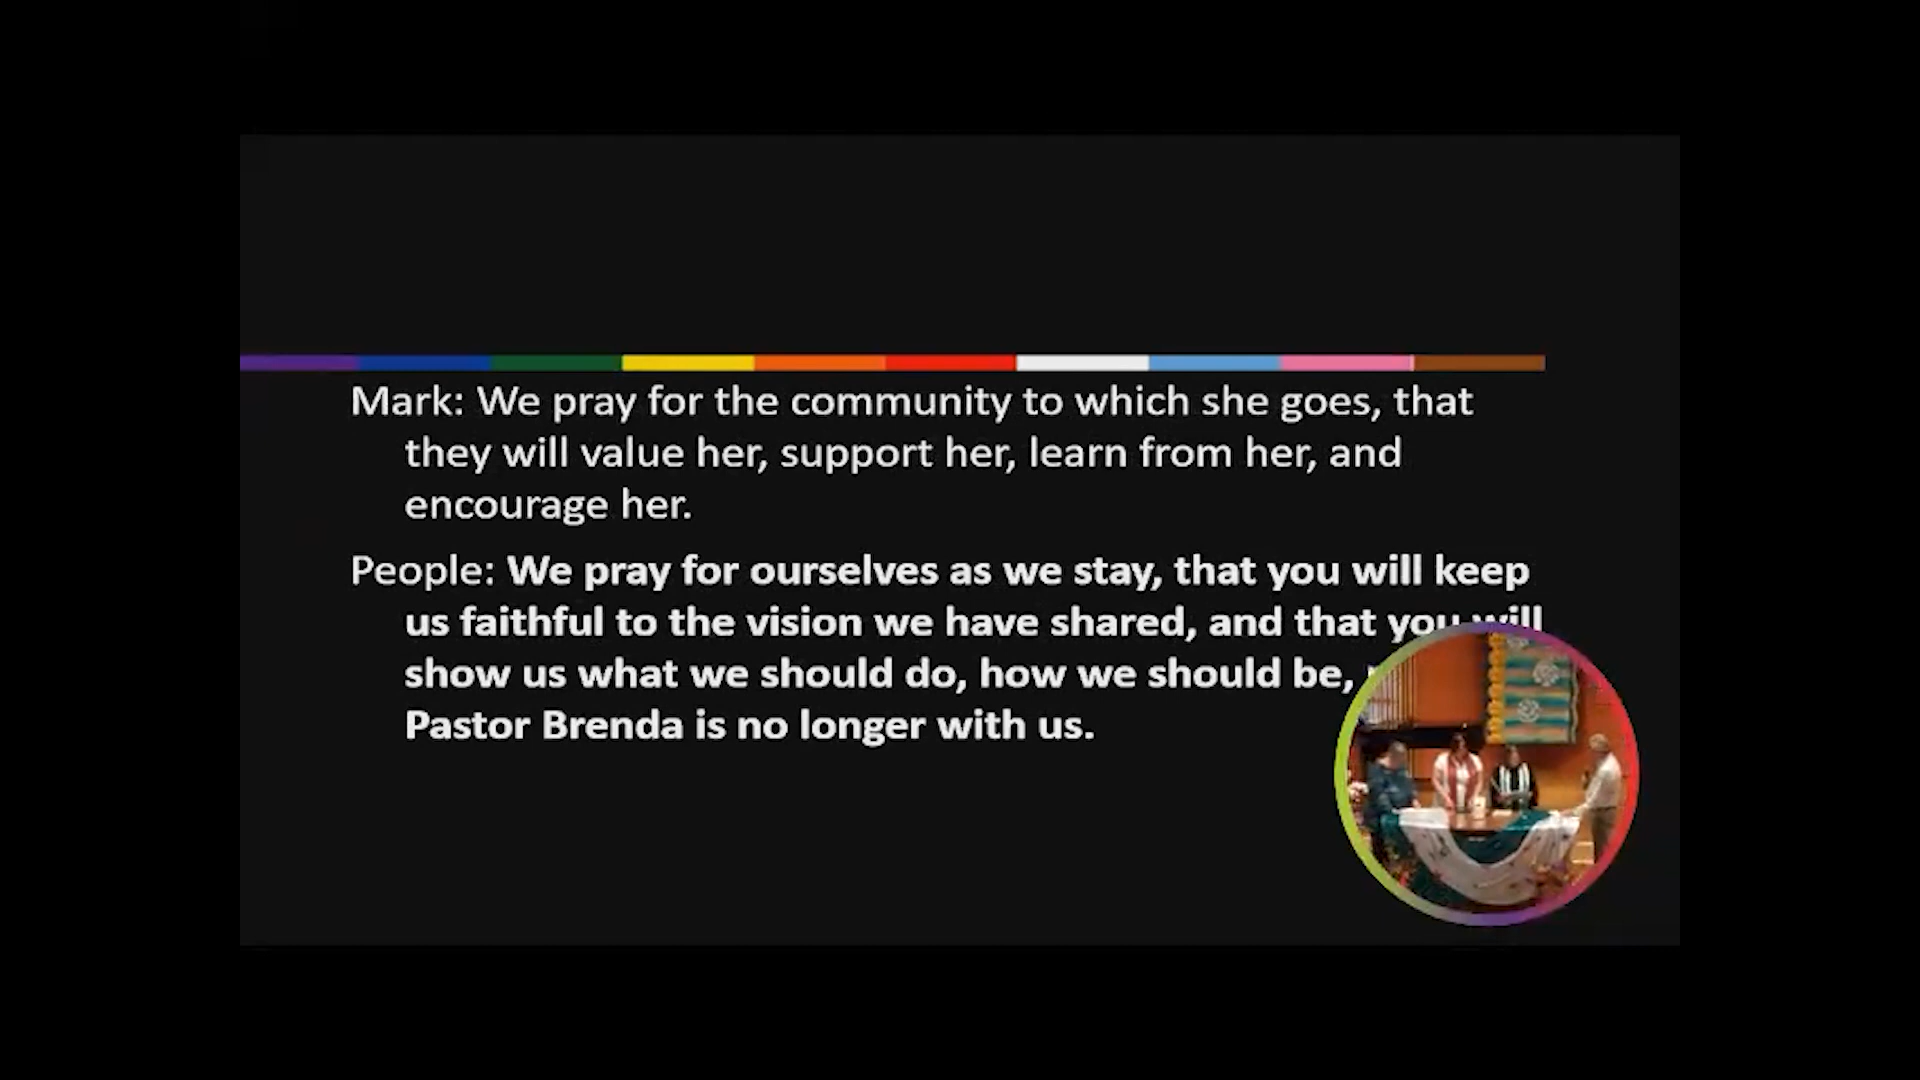 Mark: We pray for the community to which she goes, that
they will value her, support her, learn from her, and
encourage her.
People: We pray for ourselves as we stay, that you will keep
us faithful to the vision we have shared, and that you will
show us what we should do, how we should be,
Pastor Brenda is no longer with us.